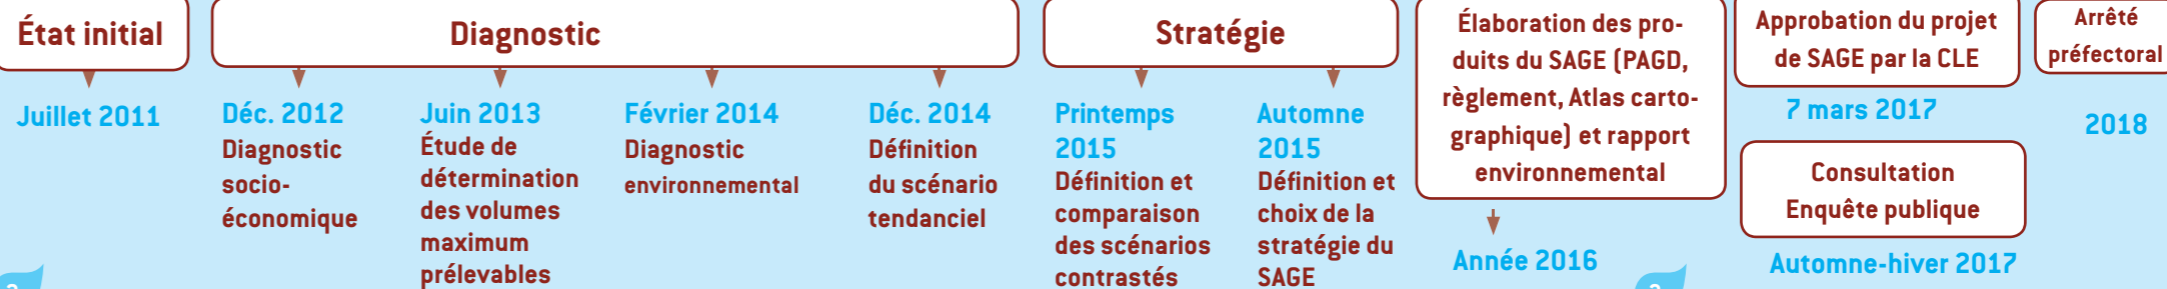 État initial
Juillet 2011
Diagnostic
Déc. 2012
Diagnostic
socio-
économique
Juin 2013
Étude de
détermination
des volumes
maximum
prélevables
Février 2014
Diagnostic
environnemental
Déc. 2014
Définition
du scénario
tendanciel
Stratégie
Printemps
2015
Définition et
comparaison
des scénarios
contrastés
Automne
2015
Définition et
choix de la
stratégie du
SAGE
Élaboration des pro-
duits du SAGE (PAGD,
règlement, Atlas carto-
graphique) et rapport
environnemental
Année 2016
Approbation du projet
de SAGE par la CLE
7 mars 2017
Consultation
Enquête publique
Automne-hiver 2017
Arrêté
préfectoral
2018